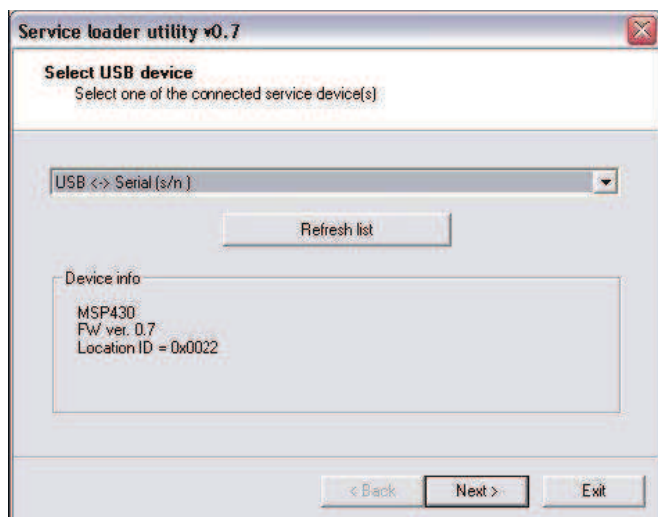 Service loader utility v0.7
Select USB device
Select one of the connected service device(s)
USB <-> Serial (s/n )
Refresh list
Device info
MSP430
FW ver. 0.7
Location ID = 0x0022
< Back
Next >
Exit